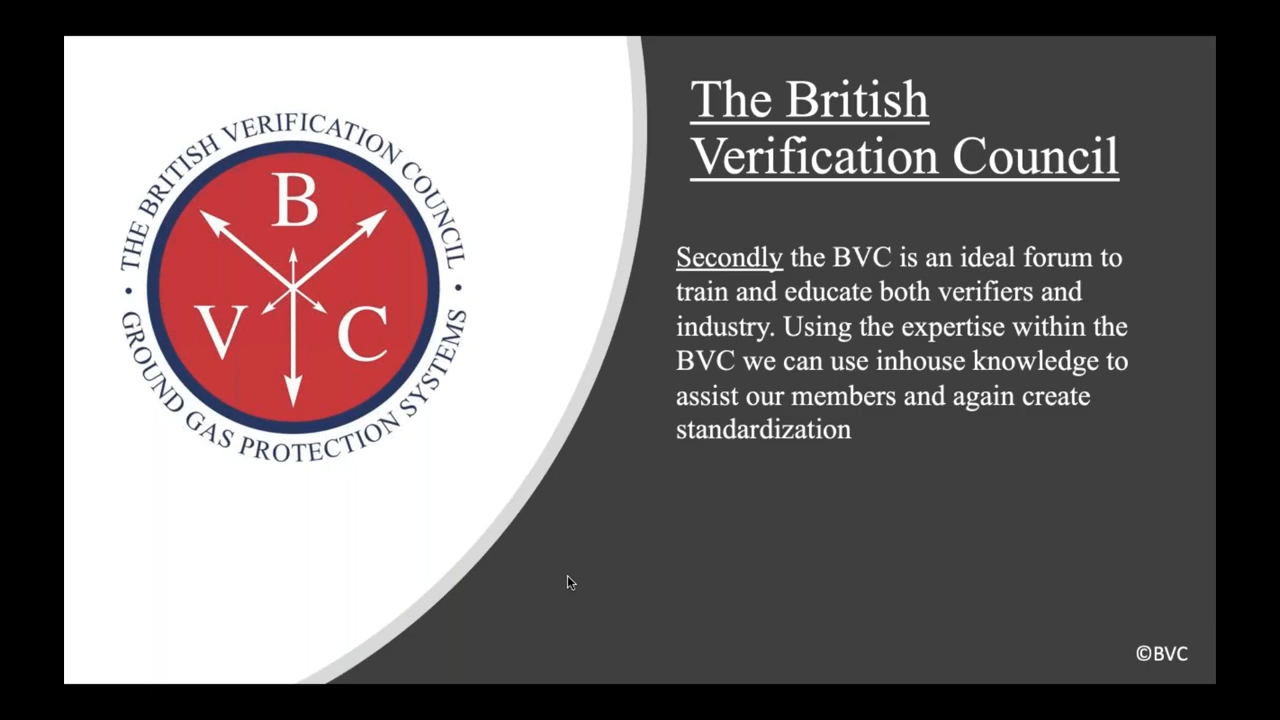 THE BRITISH VERIFICATION COUNCIL
B
V C
• GROUND GAS PROTECTION SYSTEMS •
The British
Verification Council
Secondly the BVC is an ideal forum to
train and educate both verifiers and
industry. Using the expertise within the
BVC we can use inhouse knowledge to
assist our members and again create
standardization
©BVC